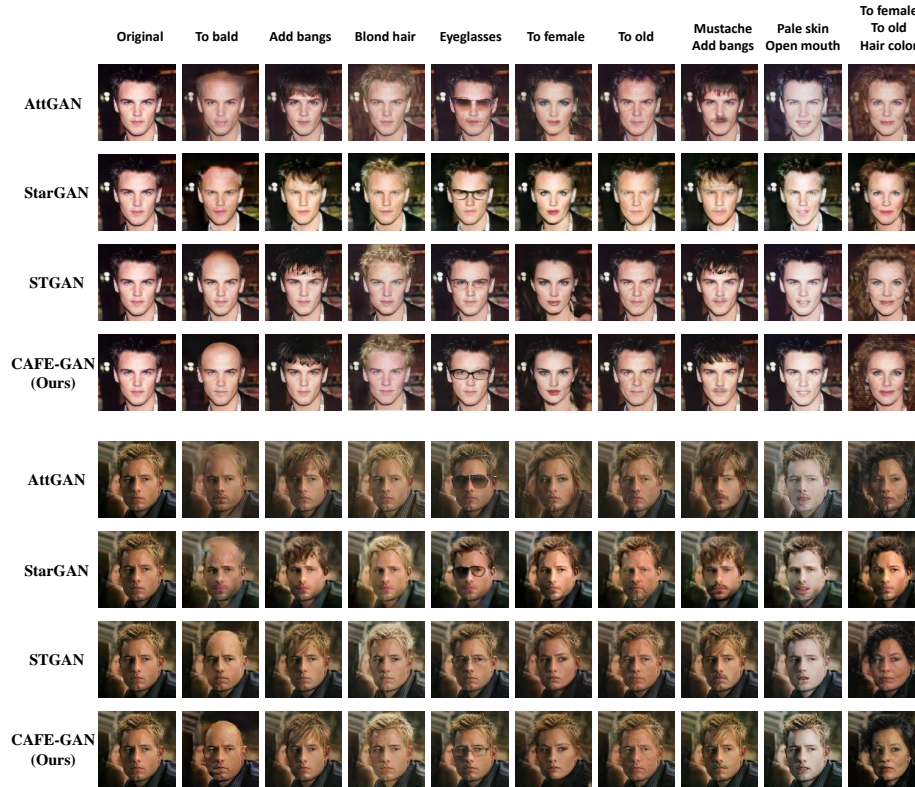 To female
To old
Hair color
Original
To bald
Add bangs
Blond hair
Eyeglasses
To female
To old
Mustache
Add bangs
Pale skin
Open mouth
AttGAN
StarGAN
STGAN
CAFE-GAN
(Ours)
AttGAN
StarGAN
STGAN
CAFE-GAN
(Ours)